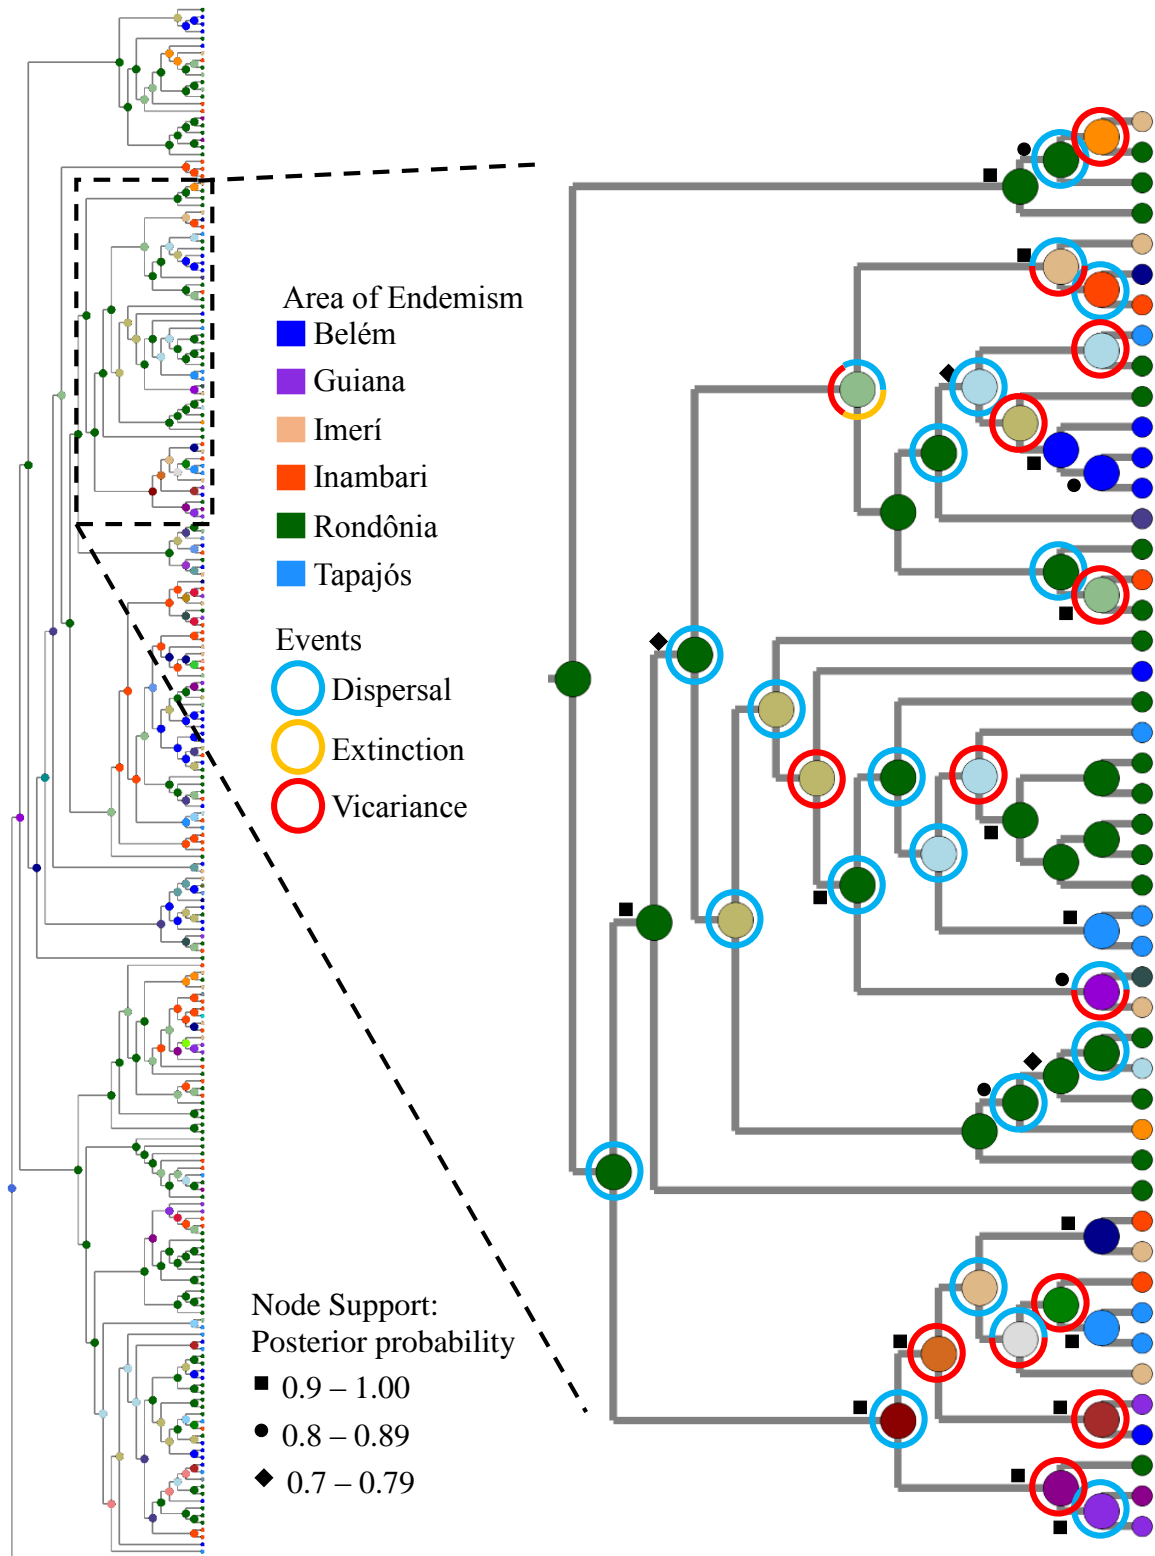 Area of Endemism
Belém
Guiana
Imerí
Inambari
Rondônia
Tapajós
Events
Dispersal
Extinction
Vicariance
Node Support:
Posterior probability
0.9 – 1.00
0.8 – 0.89
0.7 – 0.79